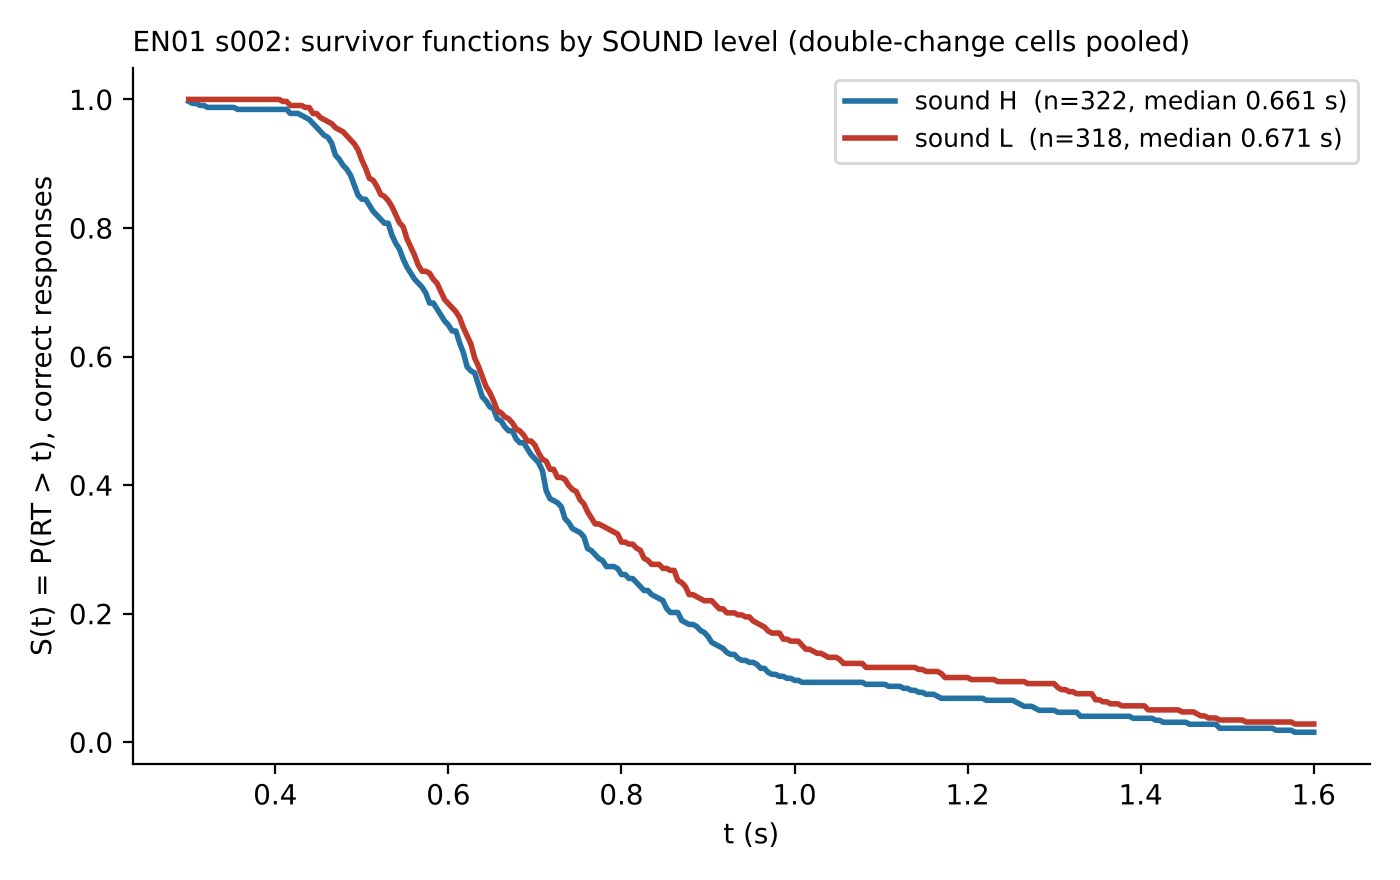 EN01 s002: survivor functions by SOUND level (double-change cells pooled)
sound H (n=322, median 0.661 s)
sound L (n=318, median 0.671 s)
S(t) = P(RT > t), correct responses
1.0
0.8
0.6
0.4
0.2
0.0
0.4 0.6 0.8 1.0 1.2 1.4 1.6
t (s)